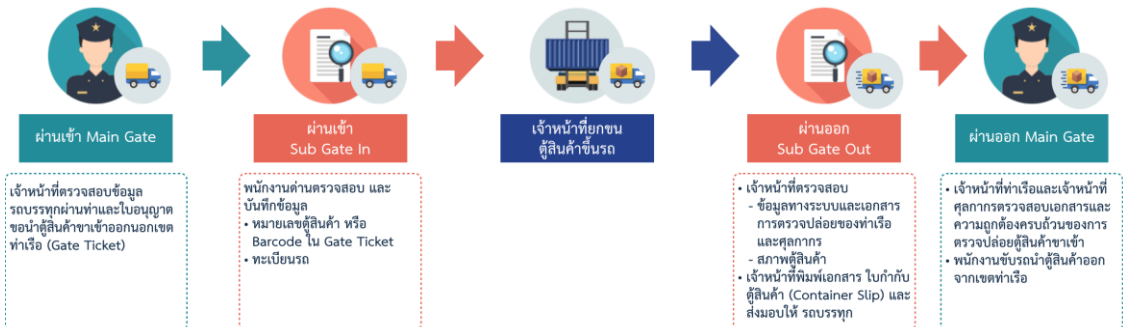 ผ่านเข้า Main Gate
เจ้าหน้าที่ตรวจสอบข้อมูล
รถบรรทุกผ่านท่าและใบอนุญาต
ขอนำตู้สินค้าขาเข้าออกนอกเขต
ท่าเรือ (Gate Ticket)
ผ่านเข้า
Sub Gate In
พนักงานด่านตรวจสอบ และ
บันทึกข้อมูล
• หมายเลขตู้สินค้า หรือ
Barcode ใน Gate Ticket
• ทะเบียนรถ
เจ้าหน้าที่ยกขน
ตู้สินค้าขึ้นรถ
ผ่านออก
Sub Gate Out
• เจ้าหน้าที่ตรวจสอบ
- ข้อมูลทางระบบและเอกสาร
การตรวจปล่อยของท่าเรือ
และศุลกากร
- สภาพตู้สินค้า
• เจ้าหน้าที่พิมพ์เอกสาร ใบกำกับ
ตู้สินค้า (Container Slip) และ
ส่งมอบให้ รถบรรทุก
ผ่านออก Main Gate
• เจ้าหน้าที่ท่าเรือและเจ้าหน้าที่
ศุลกากรตรวจสอบเอกสารและ
ความถูกต้องครบถ้วนของการ
ตรวจปล่อยตู้สินค้าขาเข้า
• พนักงานขับรถนำตู้สินค้าออก
จากเขตท่าเรือ